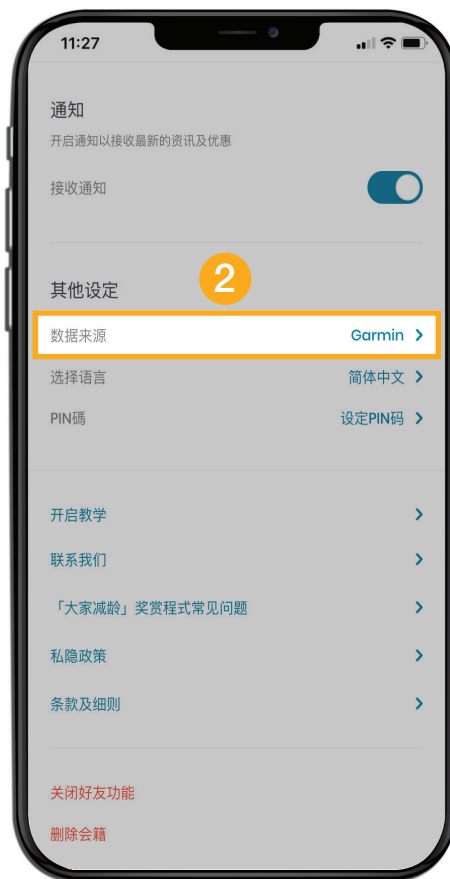 11:27
通知
开启通知以接收最新的资讯及优惠
接收通知
2
其他设定
数据来源 Garmin
选择语言 简体中文
PIN碼 设定PIN码
开启教学
联系我们
「大家减龄」奖赏程式常见问题
私隐政策
条款及细则
关闭好友功能
删除会籍